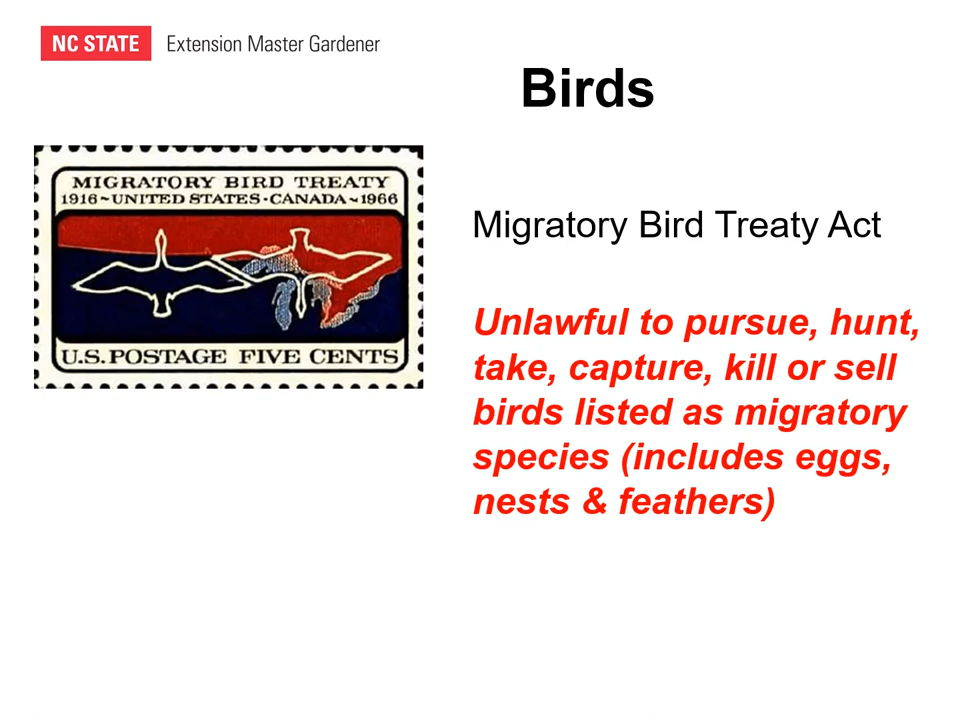 NC STATE Extension Master Gardener
Birds
MIGRATORY BIRD TREATY
1916~UNITED STATES·CANADA~1966
U.S. POSTAGE FIVE CENTS
Migratory Bird Treaty Act
Unlawful to pursue, hunt,
take, capture, kill or sell
birds listed as migratory
species (includes eggs,
nests & feathers)